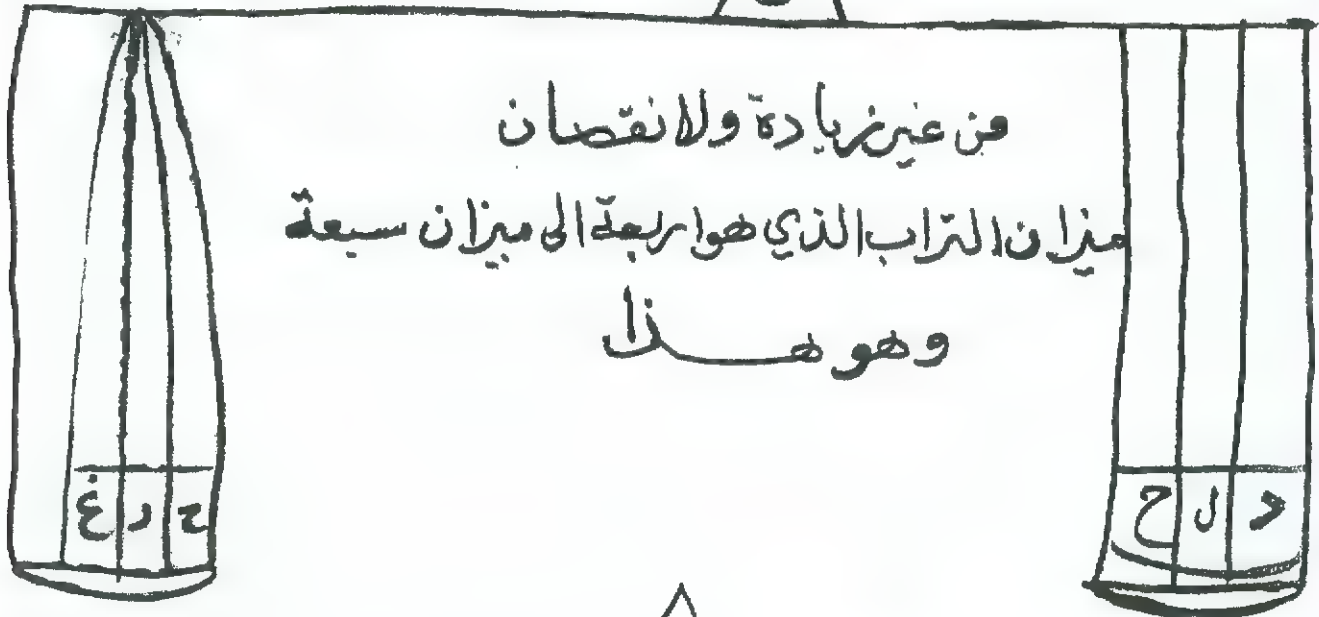 من غير زيادة ولا نقصان
ميزان التراب الذي هو اربعة الى ميزان سبعة
وهو هذا
د ل ح
ح ر غ